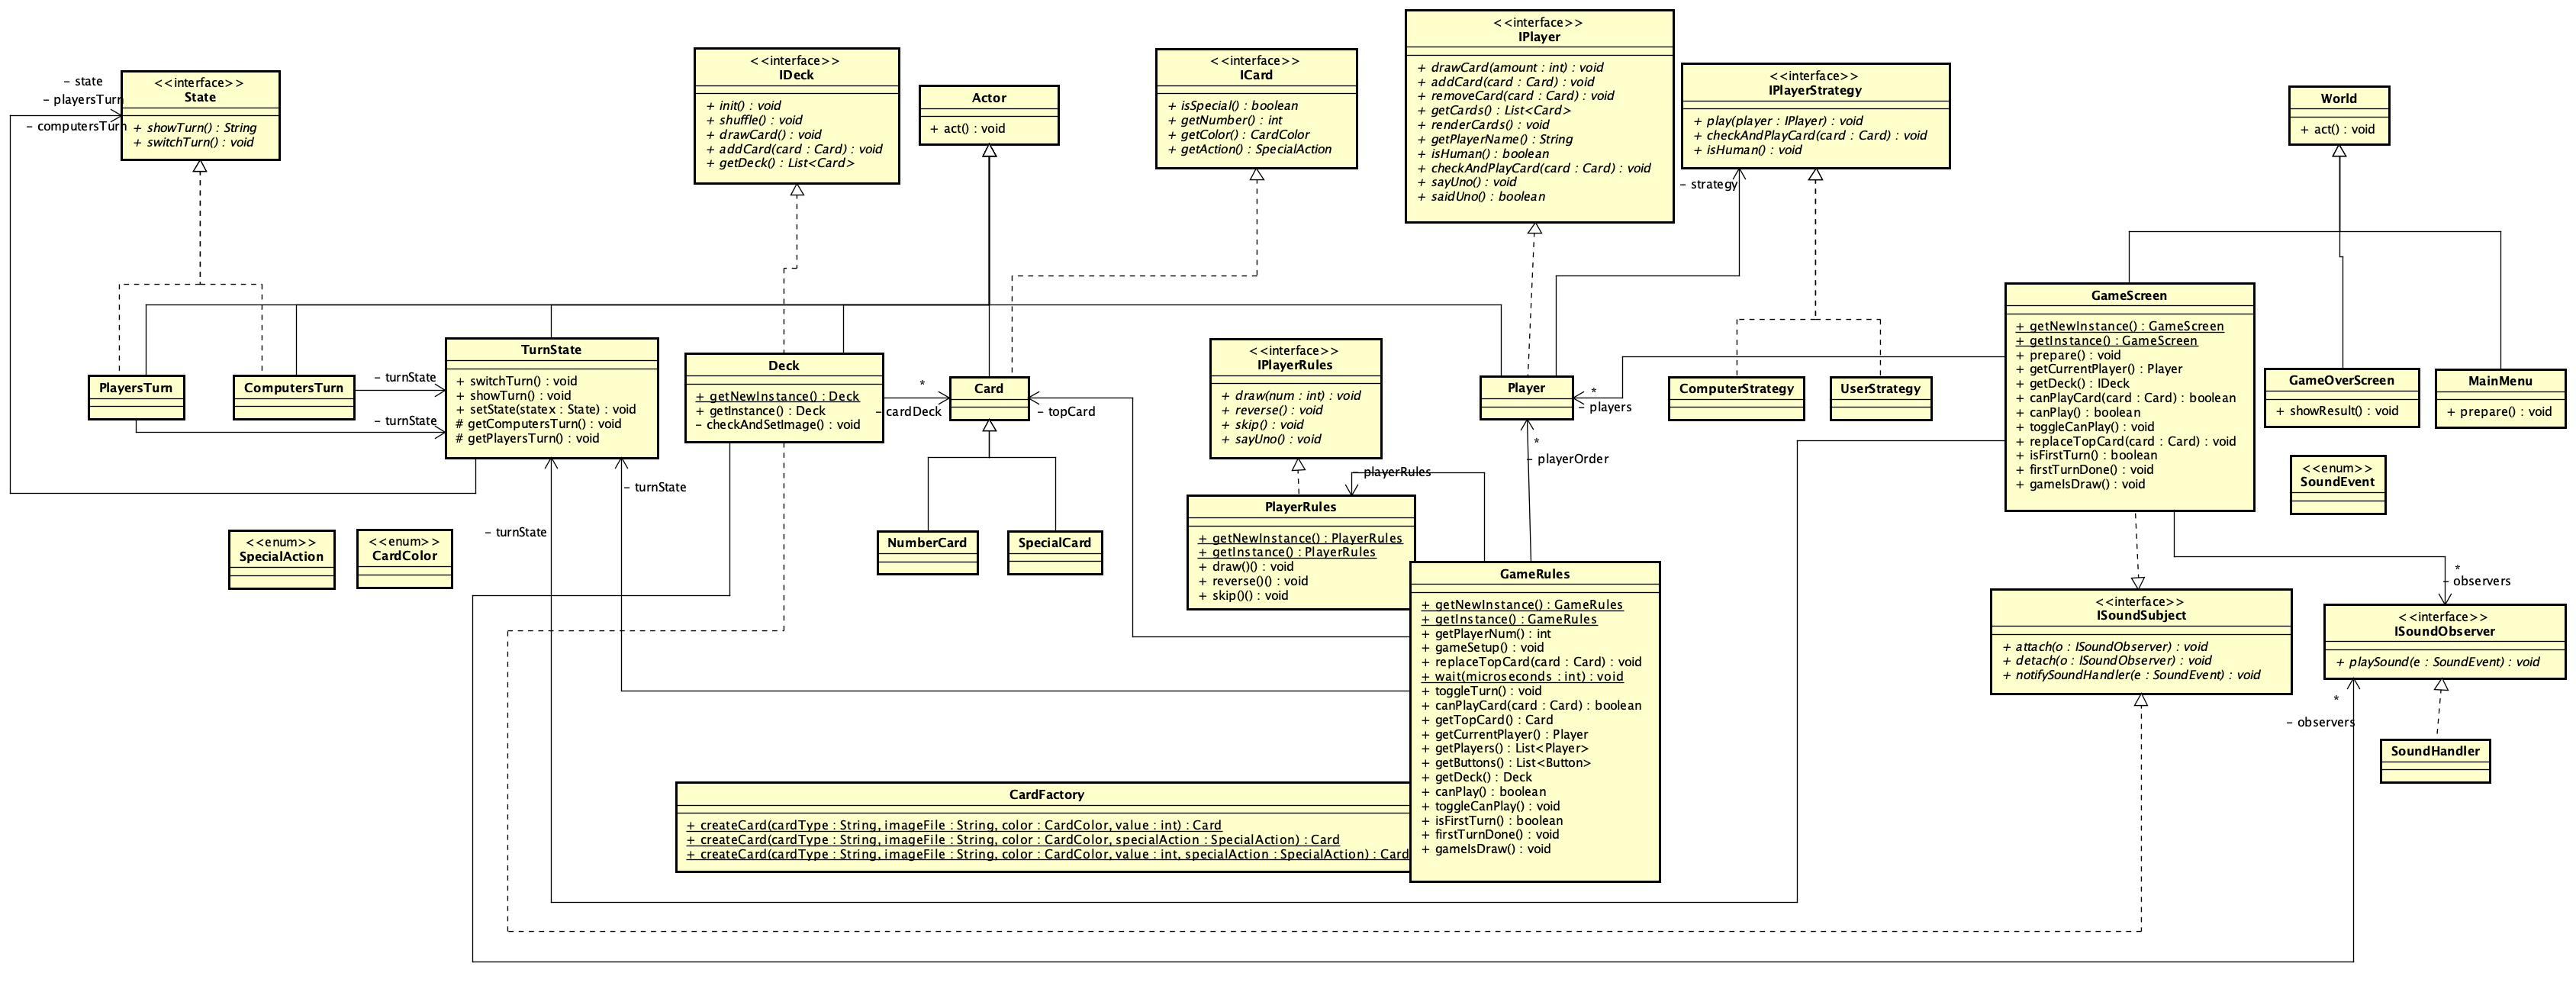 – state
– playersTurn
– computersTurn
<<interface>>
State
+ showTurn() : String
+ switchTurn() : void
<<interface>>
IDeck
+ init() : void
+ shuffle() : void
+ drawCard() : void
+ addCard(card : Card) : void
+ getDeck() : List<Card>
Actor
+ act() : void
<<interface>>
ICard
+ isSpecial() : boolean
+ getNumber() : int
+ getColor() : CardColor
+ getAction() : SpecialAction
<<interface>>
IPlayer
+ drawCard(amount : int) : void
+ addCard(card : Card) : void
+ removeCard(card : Card) : void
+ getCards() : List<Card>
+ renderCards() : void
+ getPlayerName() : String
+ isHuman() : boolean
+ checkAndPlayCard(card : Card) : void
+ sayUno() : void
+ saidUno() : boolean
<<interface>>
IPlayerStrategy
+ play(player : IPlayer) : void
+ checkAndPlayCard(card : Card) : void
+ isHuman() : void
– strategy
World
+ act() : void
PlayersTurn
ComputersTurn
– turnState
– turnState
TurnState
+ switchTurn() : void
+ showTurn() : void
+ setState(statex : State) : void
# getComputersTurn() : void
# getPlayersTurn() : void
Deck
+ getNewInstance() : Deck
+ getInstance() : Deck
– checkAndSetImage() : void
*
– cardDeck
Card
– topCard
<<interface>>
IPlayerRules
+ draw(num : int) : void
+ reverse() : void
+ skip() : void
+ sayUno() : void
Player
*
– players
ComputerStrategy
UserStrategy
GameScreen
+ getNewInstance() : GameScreen
+ getInstance() : GameScreen
+ prepare() : void
+ getCurrentPlayer() : Player
+ getDeck() : IDeck
+ canPlayCard(card : Card) : boolean
+ canPlay() : boolean
+ toggleCanPlay() : void
+ replaceTopCard(card : Card) : void
+ isFirstTurn() : boolean
+ firstTurnDone() : void
+ gameIsDraw() : void
GameOverScreen
+ showResult() : void
MainMenu
+ prepare() : void
<<enum>>
SoundEvent
*
– playerOrder
– playerRules
– turnState
– turnState
<<enum>>
SpecialAction
<<enum>>
CardColor
NumberCard
SpecialCard
PlayerRules
+ getNewInstance() : PlayerRules
+ getInstance() : PlayerRules
+ draw()() : void
+ reverse()() : void
+ skip()() : void
GameRules
+ getNewInstance() : GameRules
+ getInstance() : GameRules
+ getPlayerNum() : int
+ gameSetup() : void
+ replaceTopCard(card : Card) : void
+ wait(microseconds : int) : void
+ toggleTurn() : void
+ canPlayCard(card : Card) : boolean
+ getTopCard() : Card
+ getCurrentPlayer() : Player
+ getPlayers() : List<Player>
+ getButtons() : List<Button>
+ getDeck() : Deck
+ canPlay() : boolean
+ toggleCanPlay() : void
+ isFirstTurn() : boolean
+ firstTurnDone() : void
+ gameIsDraw() : void
CardFactory
+ createCard(cardType : String, imageFile : String, color : CardColor, value : int) : Card
+ createCard(cardType : String, imageFile : String, color : CardColor, specialAction : SpecialAction) : Card
+ createCard(cardType : String, imageFile : String, color : CardColor, value : int, specialAction : SpecialAction) : Card
<<interface>>
ISoundSubject
+ attach(o : ISoundObserver) : void
+ detach(o : ISoundObserver) : void
+ notifySoundHandler(e : SoundEvent) : void
*
– observers
<<interface>>
ISoundObserver
+ playSound(e : SoundEvent) : void
*
– observers
SoundHandler